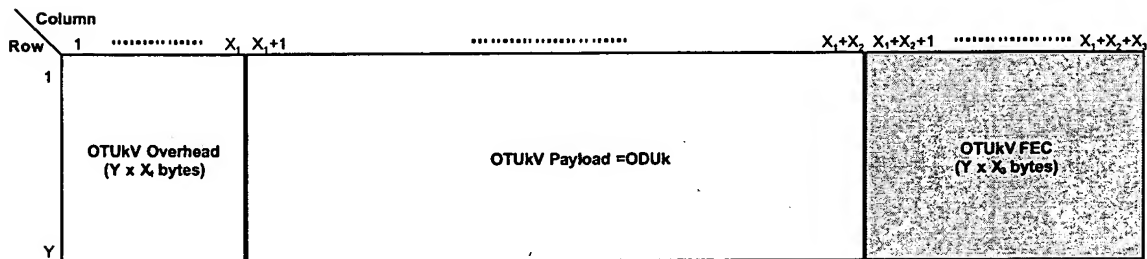 Column
Row 1 ................... X₁ X₁+1 ........................ X₁+X₂ X₁+X₂+1 ................... X₁+X₂+X₃
1
OTUkV Overhead
(Y x X₁ bytes)
OTUkV Payload =ODUk
OTUkV FEC
(Y x X₃ bytes)
Y